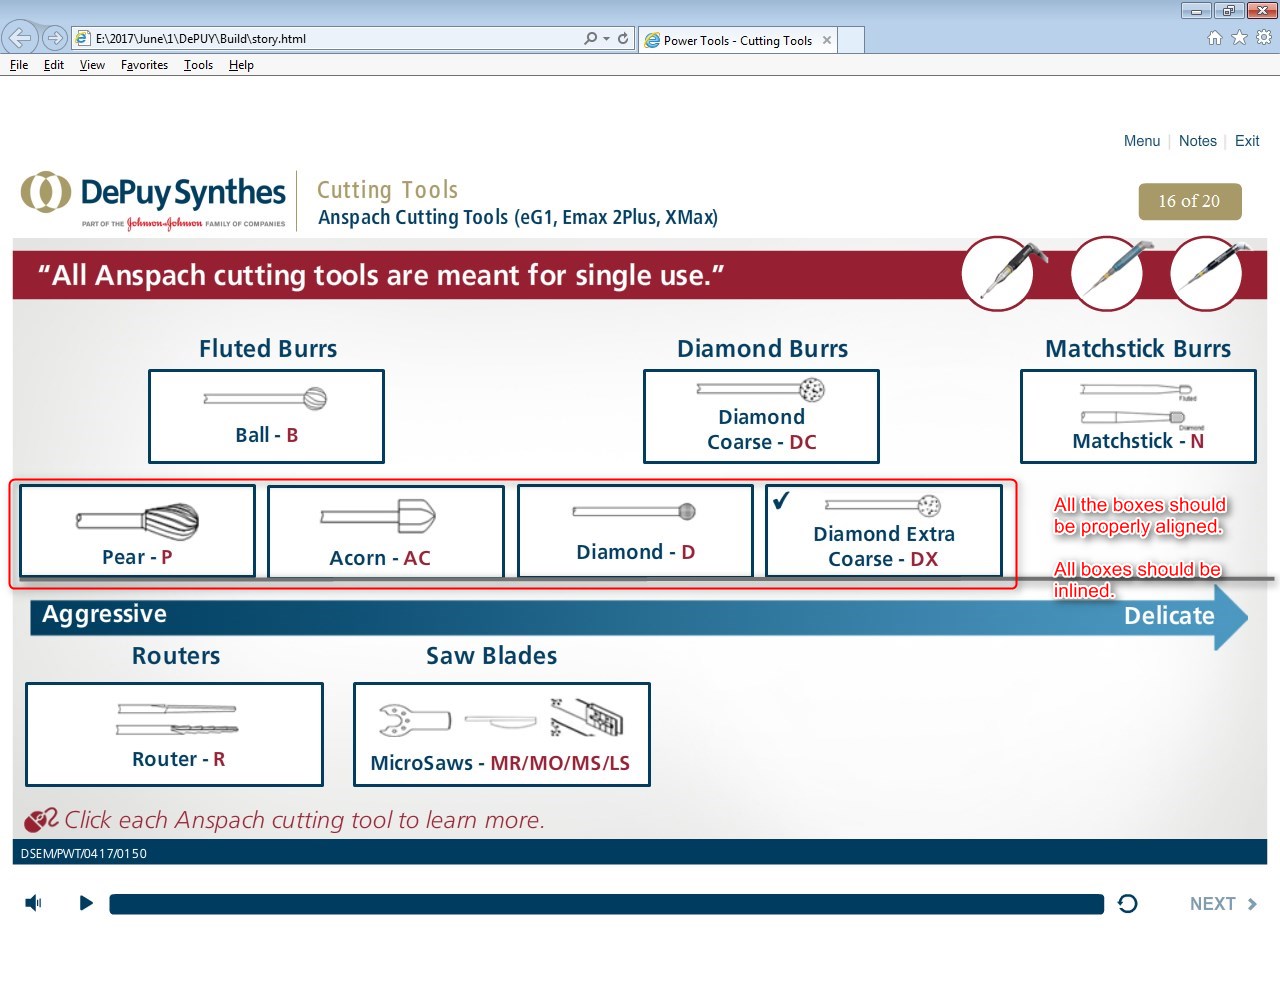 E:\2017\June\1\DePUY\Build\story.html
Power Tools - Cutting Tools
File Edit View Favorites Tools Help
Menu | Notes | Exit
DePuy Synthes
PART OF THE Johnson & Johnson FAMILY OF COMPANIES
Cutting Tools
Anspach Cutting Tools (eG1, Emax 2Plus, XMax)
16 of 20
“All Anspach cutting tools are meant for single use.”
Fluted Burrs
Diamond Burrs
Matchstick Burrs
Ball - B
Diamond
Coarse - DC
Fluted
Diamond
Matchstick - N
Pear - P
Acorn - AC
Diamond - D
✔
Diamond Extra
Coarse - DX
All the boxes should
be properly aligned.
All boxes should be
inlined.
Aggressive
Delicate
Routers
Saw Blades
Router - R
MicroSaws - MR/MO/MS/LS
Click each Anspach cutting tool to learn more.
DSEM/PWT/0417/0150
NEXT